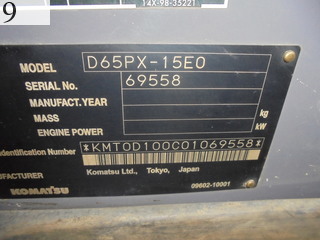 9
14X-98-35221
MODEL D65PX-15E0
SERIAL No. 69558
MANUFACT. YEAR
MASS kg
ENGINE POWER kW
Identification Number *KMT0D100C01069558*
MANUFACTURER Komatsu Ltd., Tokyo, Japan
KOMATSU 09602-10001